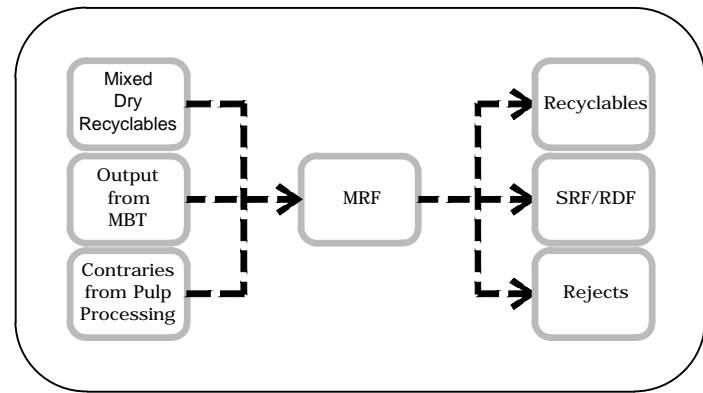 Mixed
Dry
Recyclables
Output
from
MBT
Contraries
from Pulp
Processing
MRF
Recyclables
SRF/RDF
Rejects